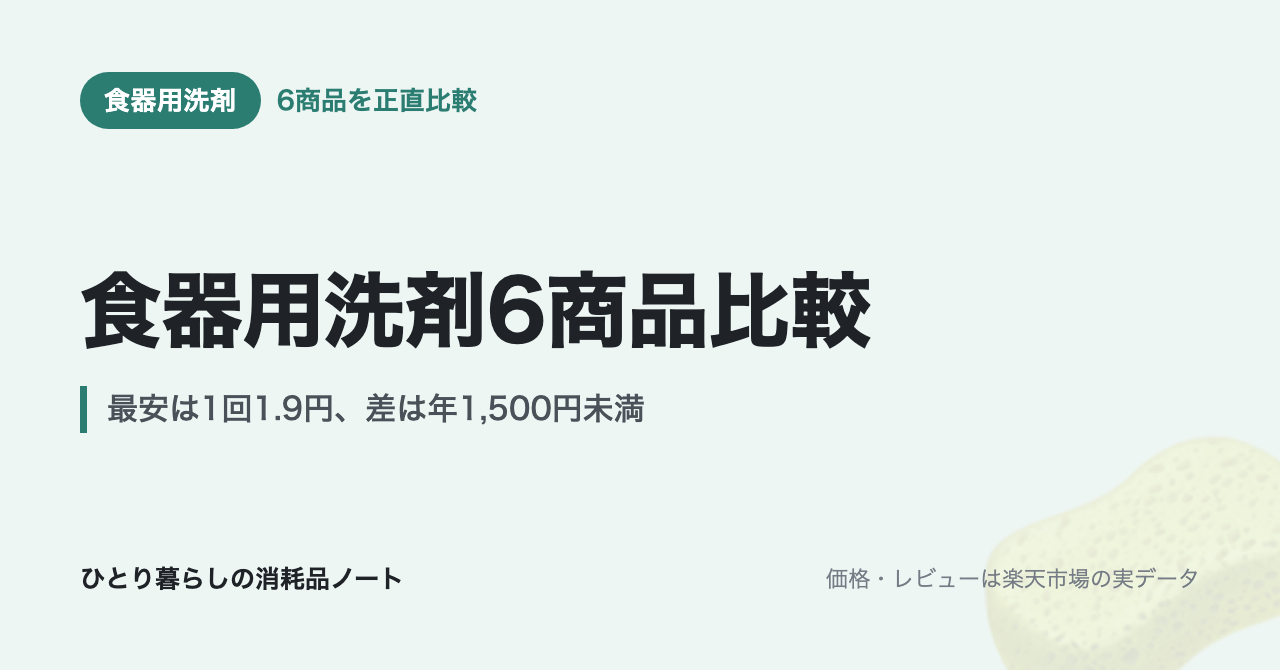 食器用洗剤 6商品を正直比較
食器用洗剤6商品比較
最安は1回1.9円、差は年1,500円未満
ひとり暮らしの消耗品ノート
価格・レビューは楽天市場の実データ